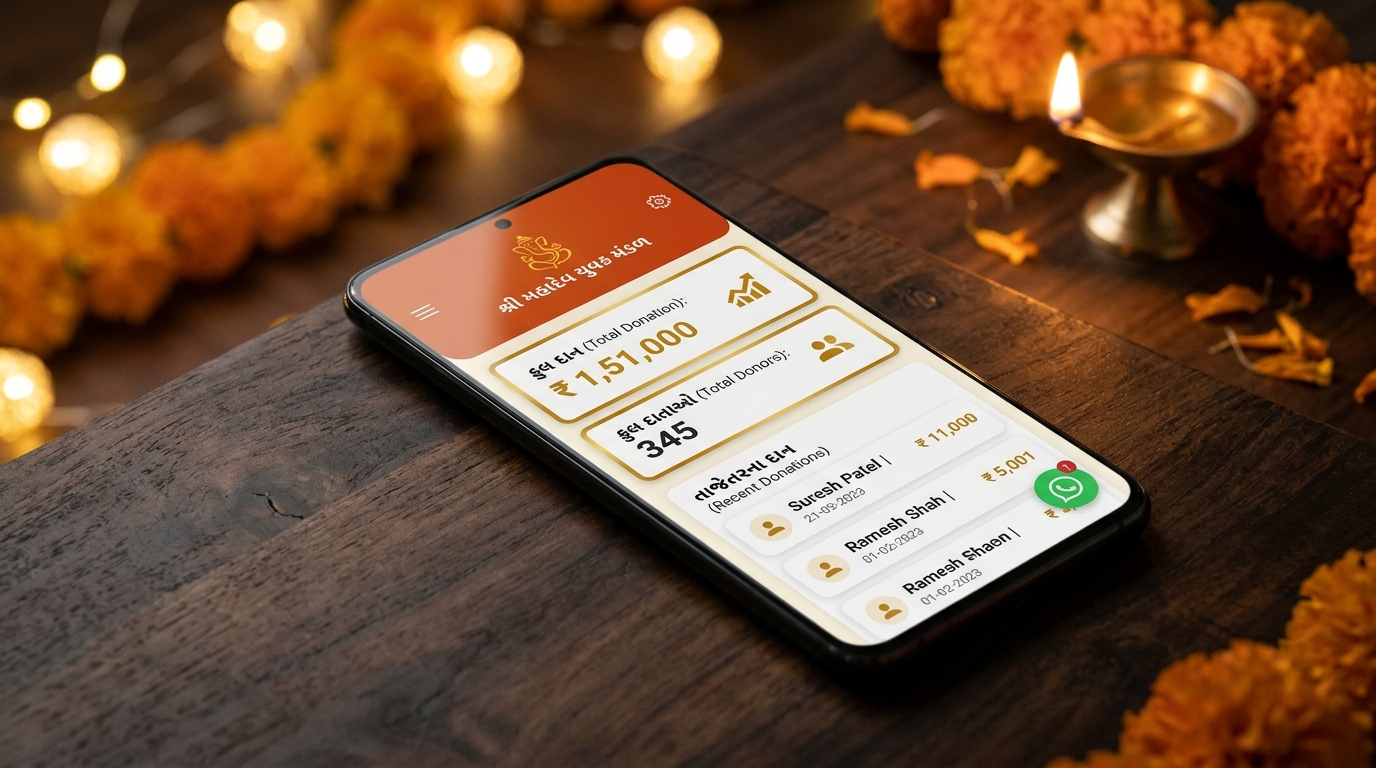 શ્રી મહાદેવ યુવક મંડળ
કુલ દાન (Total Donation):
₹ 1,51,000
કુલ દાતાઓ (Total Donors):
345
તાજેતરના દાન
(Recent Donations)
Suresh Patel |
₹ 11,000
21-09-2023
Ramesh Shah |
₹ 5,001
01-02-2023
Ramesh |
₹
01-02-2023
1